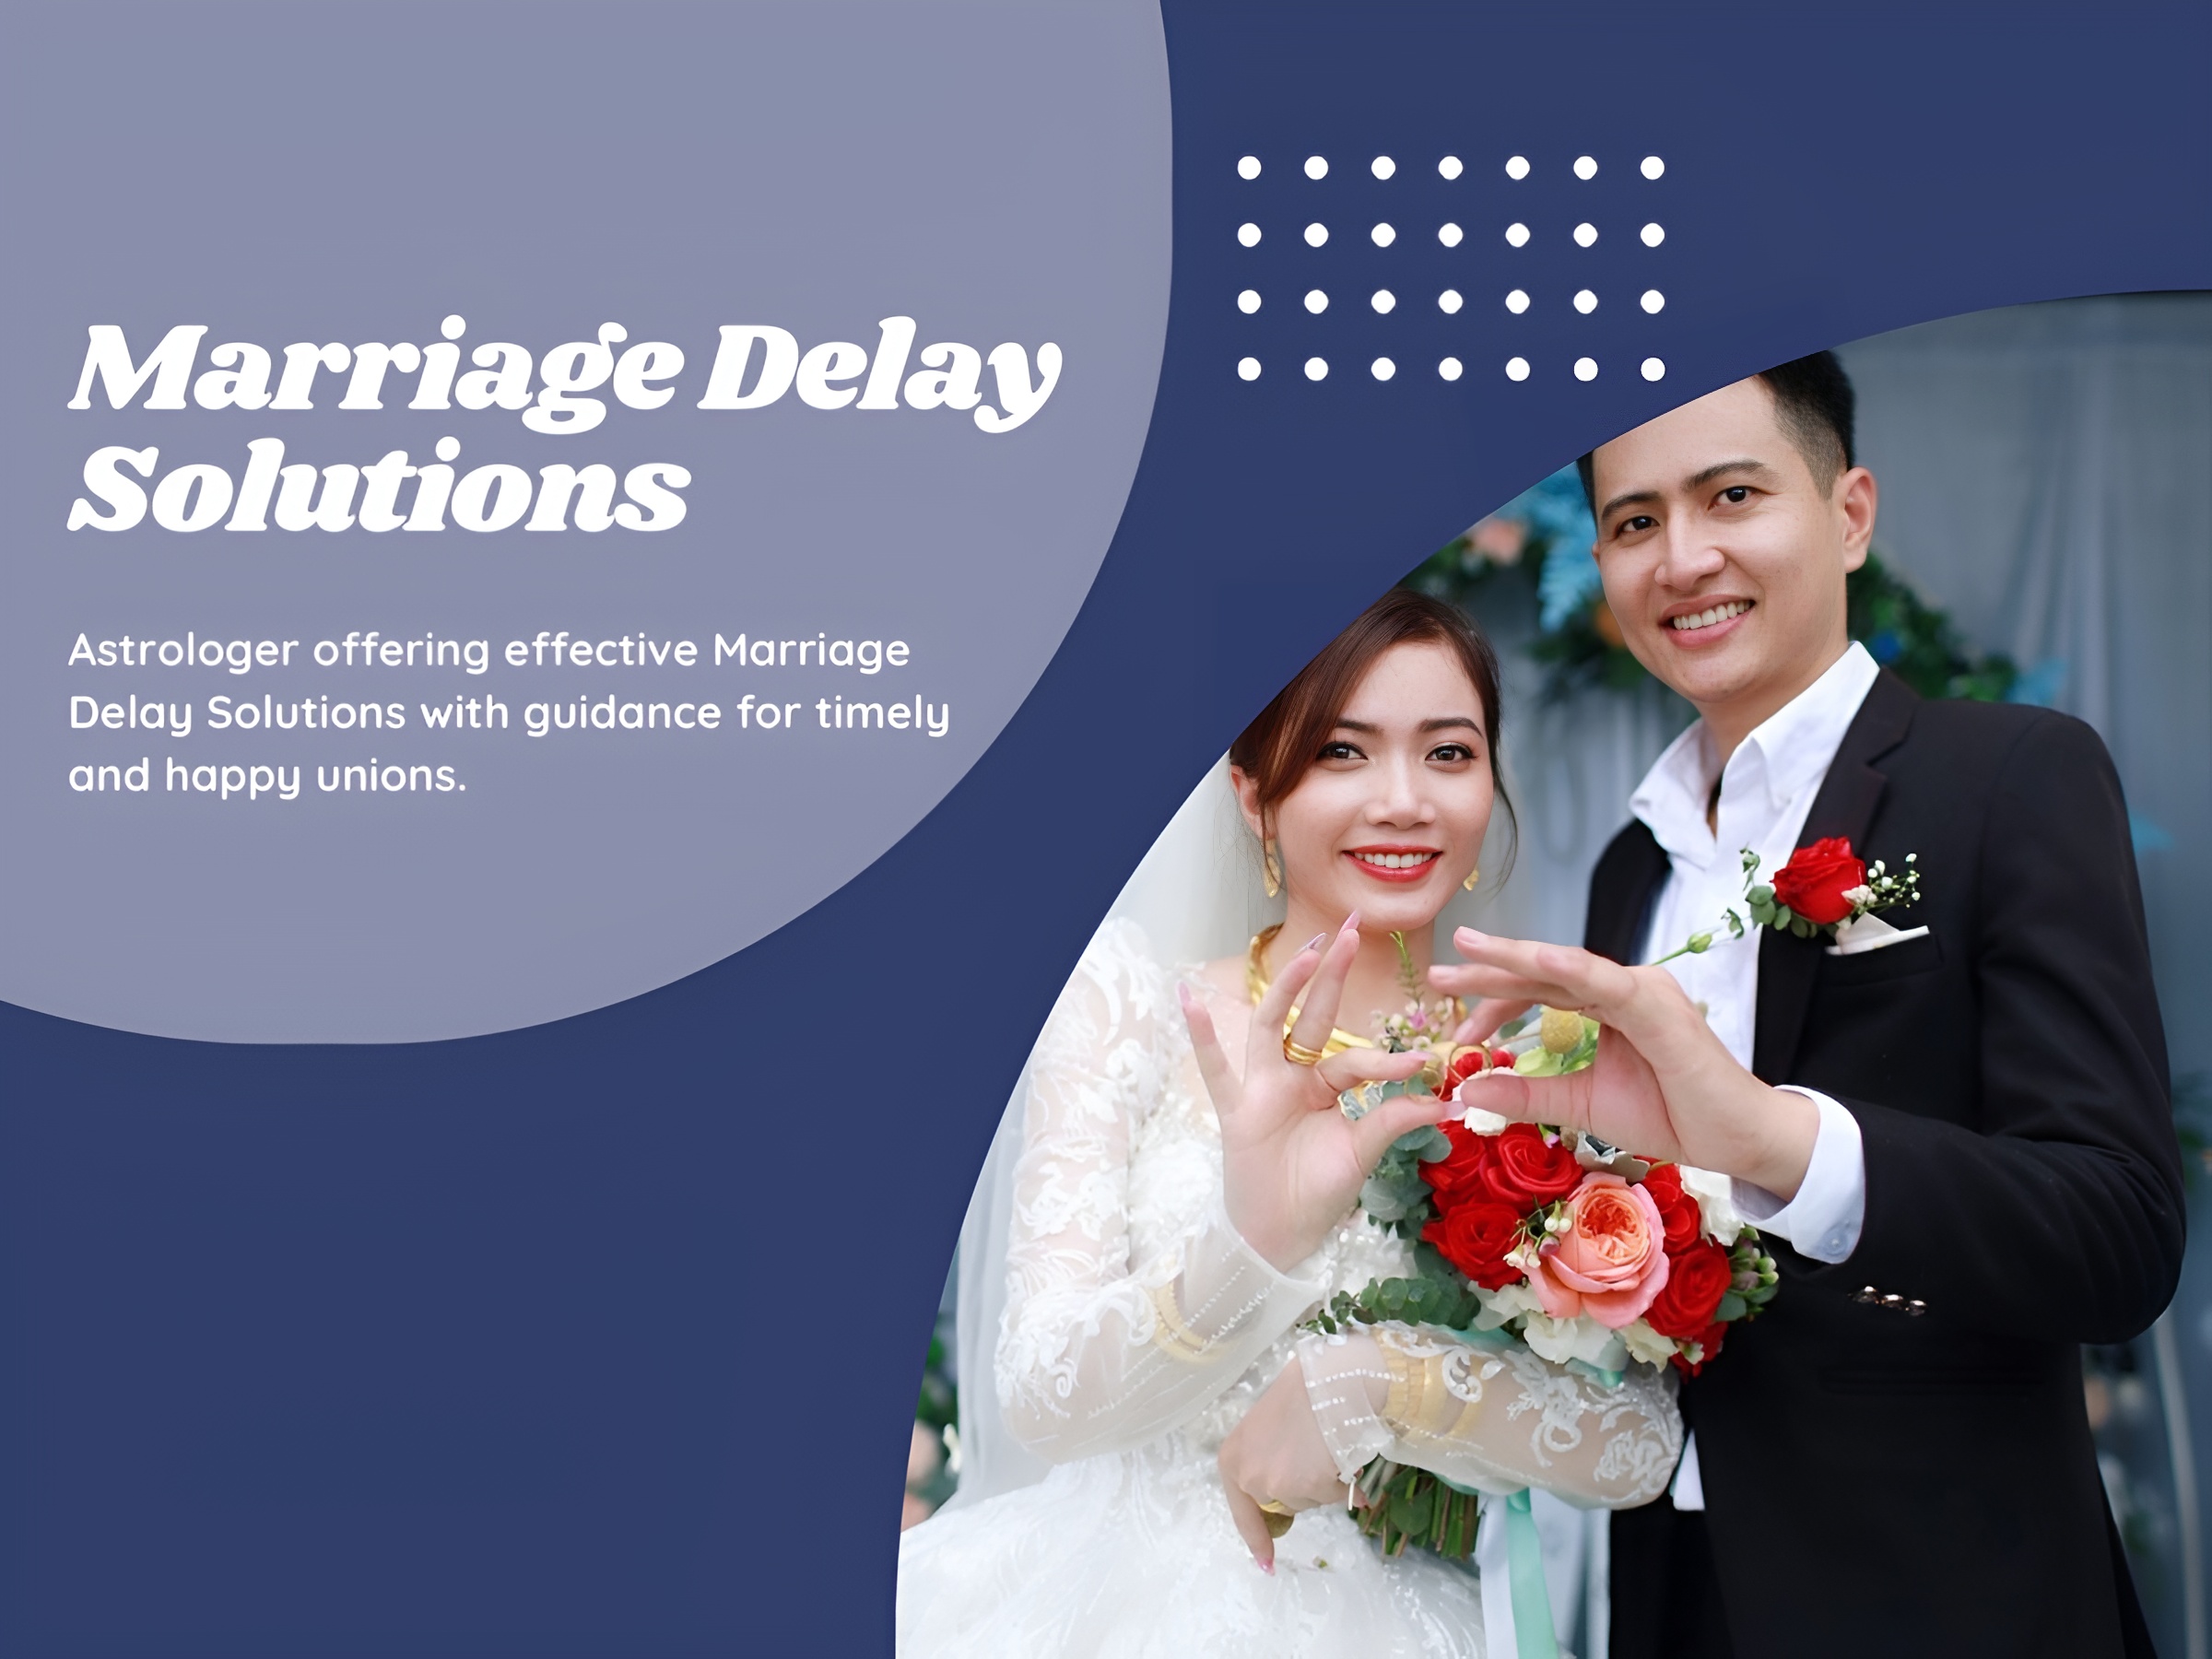 Marriage Delay
Solutions
Astrologer offering effective Marriage
Delay Solutions with guidance for timely
and happy unions.